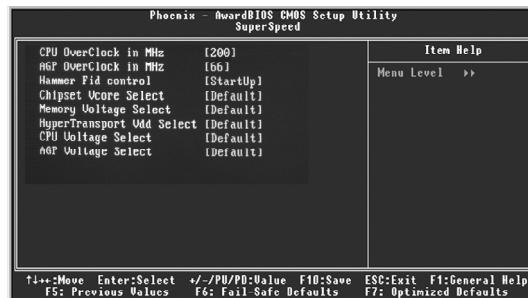 Phoenix - AwardBIOS CMOS Setup Utility
SuperSpeed
CPU OverClock in MHz [200]
AGP OverClock in MHz [66]
Hammer Fid control [StartUp]
Chipset Vcore Select [Default]
Memory Voltage Select [Default]
HyperTransport Vdd Select [Default]
CPU Voltage Select [Default]
AGP Voltage Select [Default]
Item Help
Menu Level ▸▸
↑↓→←:Move Enter:Select +/-/PU/PD:Value F10:Save ESC:Exit F1:General Help
F5: Previous Values F6: Fail-Safe Defaults F7: Optimized Defaults